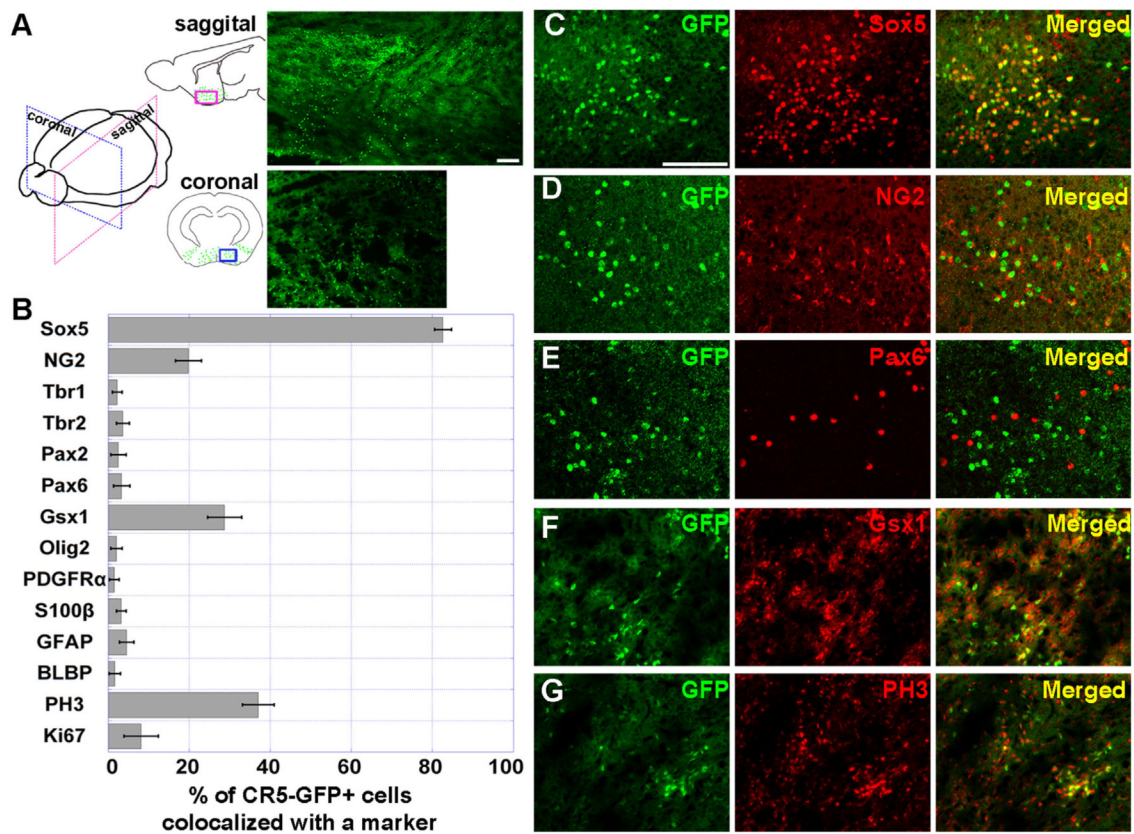 A
saggital
coronal
sagittal
coronal
B
Sox5
NG2
Tbr1
Tbr2
Pax2
Pax6
Gsx1
Olig2
PDGFRα
S100β
GFAP
BLBP
PH3
Ki67
0 20 40 60 80 100
% of CR5-GFP+ cells
colocalized with a marker
C GFP Sox5 Merged
D GFP NG2 Merged
E GFP Pax6 Merged
F GFP Gsx1 Merged
G GFP PH3 Merged